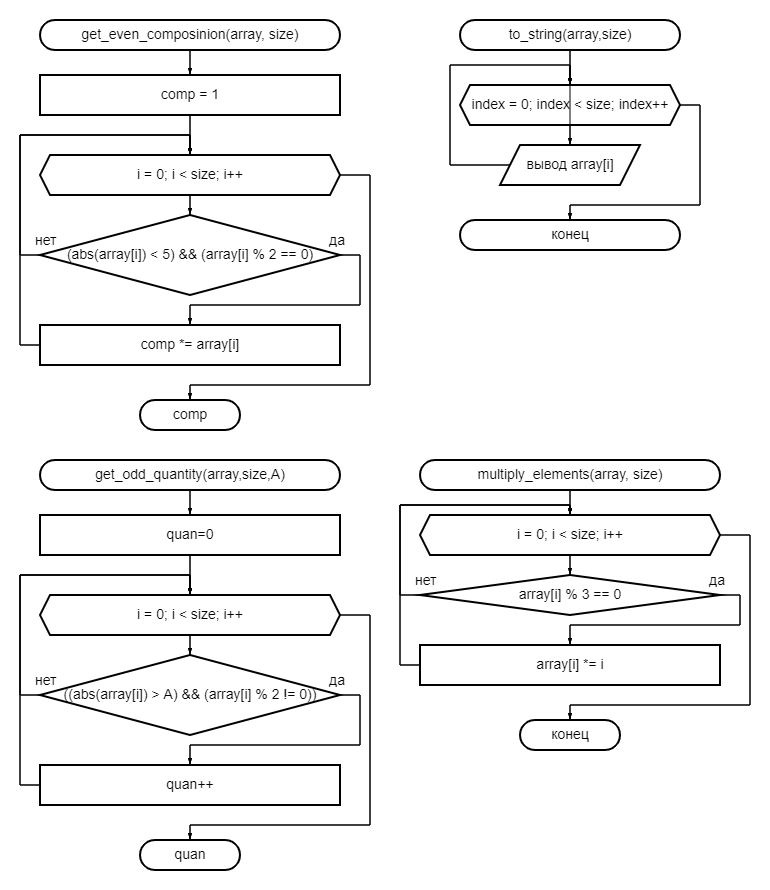 get_even_composinion(array, size)
comp = 1
i = 0; i < size; i++
нет
да
(abs(array[i]) < 5) && (array[i] % 2 == 0)
comp *= array[i]
comp
to_string(array,size)
index = 0; index < size; index++
вывод array[i]
конец
get_odd_quantity(array,size,A)
quan=0
i = 0; i < size; i++
нет
да
((abs(array[i]) > A) && (array[i] % 2 != 0))
quan++
quan
multiply_elements(array, size)
i = 0; i < size; i++
нет
да
array[i] % 3 == 0
array[i] *= i
конец